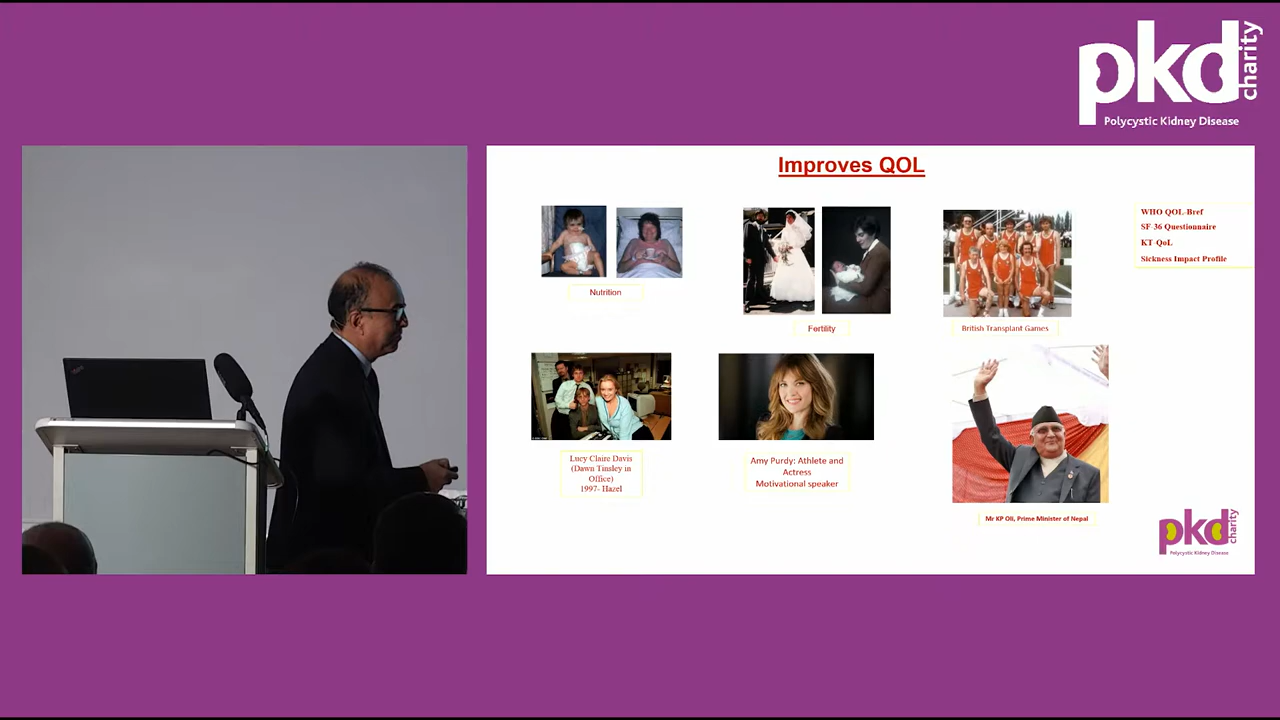 pkd
charity
Polycystic Kidney Disease
Improves QOL
Nutrition
Fertility
British Transplant Games
WHO QOL-Bref
SF-36 Questionnaire
KT-QoL
Sickness Impact Profile
Lucy Claire Davis
(Dawn Tinsley in
Office)
1997- Hazel
Amy Purdy: Athlete and
Actress
Motivational speaker
Mr KP Oli, Prime Minister of Nepal
pkd
charity
Polycystic Kidney Disease